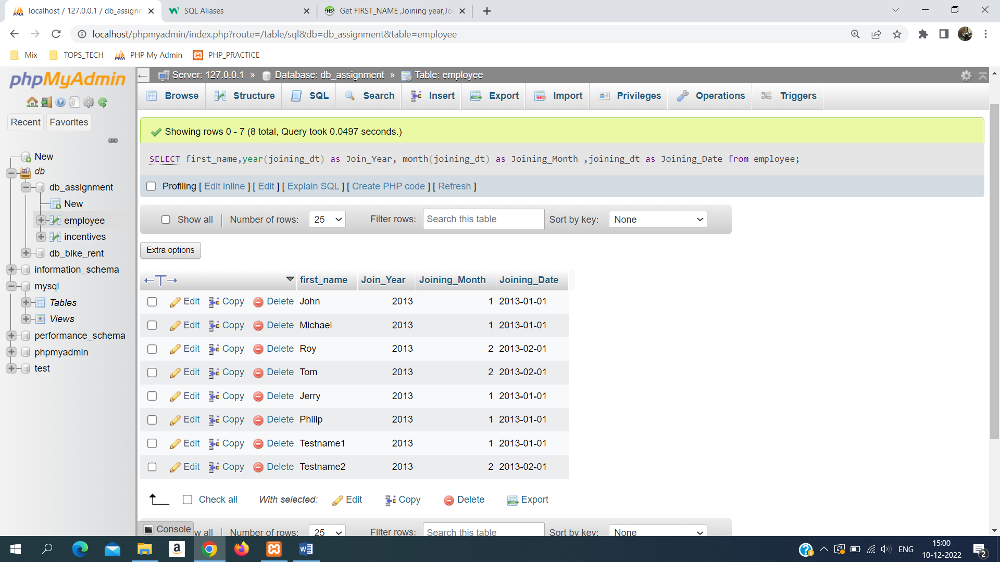 localhost / 127.0.0.1 / db_assignm
SQL Aliases
Get FIRST_NAME ,Joining year,Joi
localhost/phpmyadmin/index.php?route=/table/sql&db=db_assignment&table=employee
Mix TOPS_TECH PHP My Admin PHP_PRACTICE
phpMyAdmin
Recent Favorites
New
db
db_assignment
New
employee
incentives
db_bike_rent
information_schema
mysql
Tables
Views
performance_schema
phpmyadmin
test
Server: 127.0.0.1 » Database: db_assignment » Table: employee
Browse Structure SQL Search Insert Export Import Privileges Operations Triggers
Showing rows 0 - 7 (8 total, Query took 0.0497 seconds.)
SELECT first_name,year(joining_dt) as Join_Year, month(joining_dt) as Joining_Month ,joining_dt as Joining_Date from employee;
Profiling [ Edit inline ] [ Edit ] [ Explain SQL ] [ Create PHP code ] [ Refresh ]
Show all Number of rows: 25 Filter rows: Search this table Sort by key: None
Extra options
first_name Join_Year Joining_Month Joining_Date
Edit Copy Delete John 2013 1 2013-01-01
Edit Copy Delete Michael 2013 1 2013-01-01
Edit Copy Delete Roy 2013 2 2013-02-01
Edit Copy Delete Tom 2013 2 2013-02-01
Edit Copy Delete Jerry 2013 1 2013-01-01
Edit Copy Delete Philip 2013 1 2013-01-01
Edit Copy Delete Testname1 2013 1 2013-01-01
Edit Copy Delete Testname2 2013 2 2013-02-01
Check all With selected: Edit Copy Delete Export
Console w all Number of rows: 25 Filter rows: Search this table Sort by key: None
ENG
15:00
10-12-2022
2